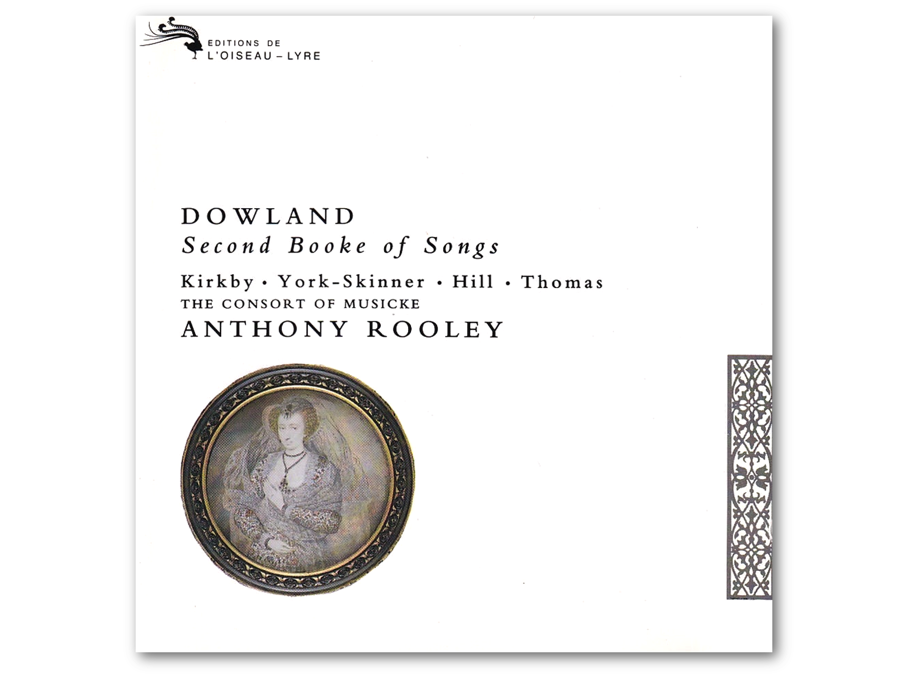 EDITIONS DE
L'OISEAU–LYRE
DOWLAND
Second Booke of Songs
Kirkby • York-Skinner • Hill • Thomas
THE CONSORT OF MUSICKE
ANTHONY ROOLEY